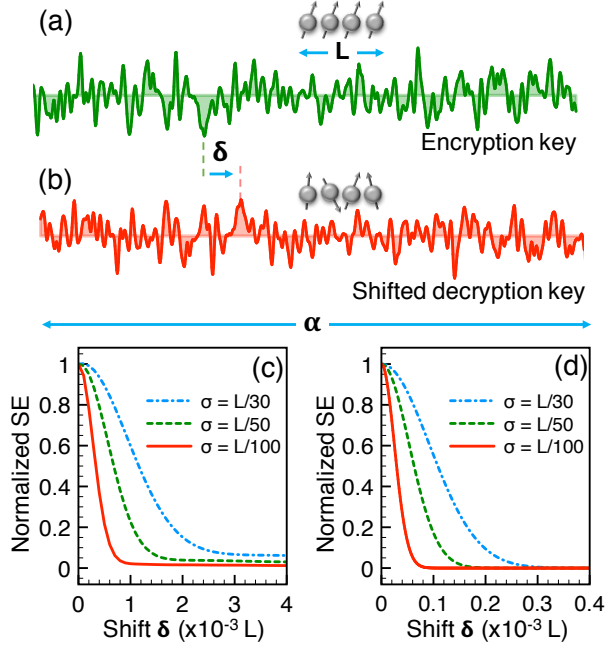 (a)
L
Encryption key
δ
(b)
Shifted decryption key
α
(c)
Normalized SE
1
0.8
0.6
0.4
0.2
0
σ = L/30
σ = L/50
σ = L/100
0 1 2 3 4
Shift δ (x10⁻³ L)
(d)
Normalized SE
1
0.8
0.6
0.4
0.2
0
σ = L/30
σ = L/50
σ = L/100
0 0.1 0.2 0.3 0.4
Shift δ (x10⁻³ L)